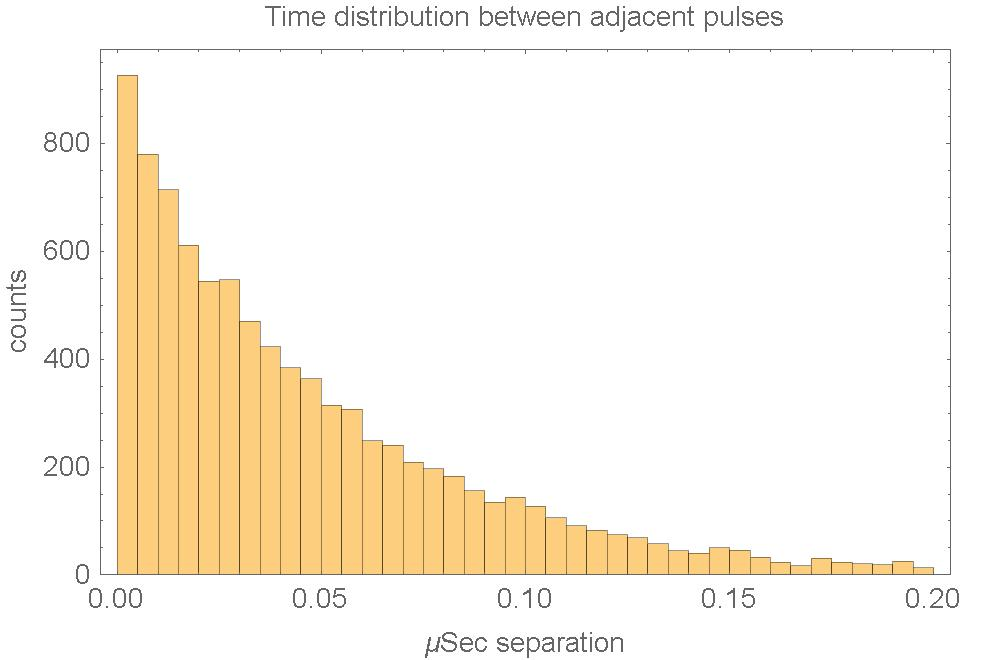 Time distribution between adjacent pulses
800
600
400
200
0
counts
0.00 0.05 0.10 0.15 0.20
μSec separation